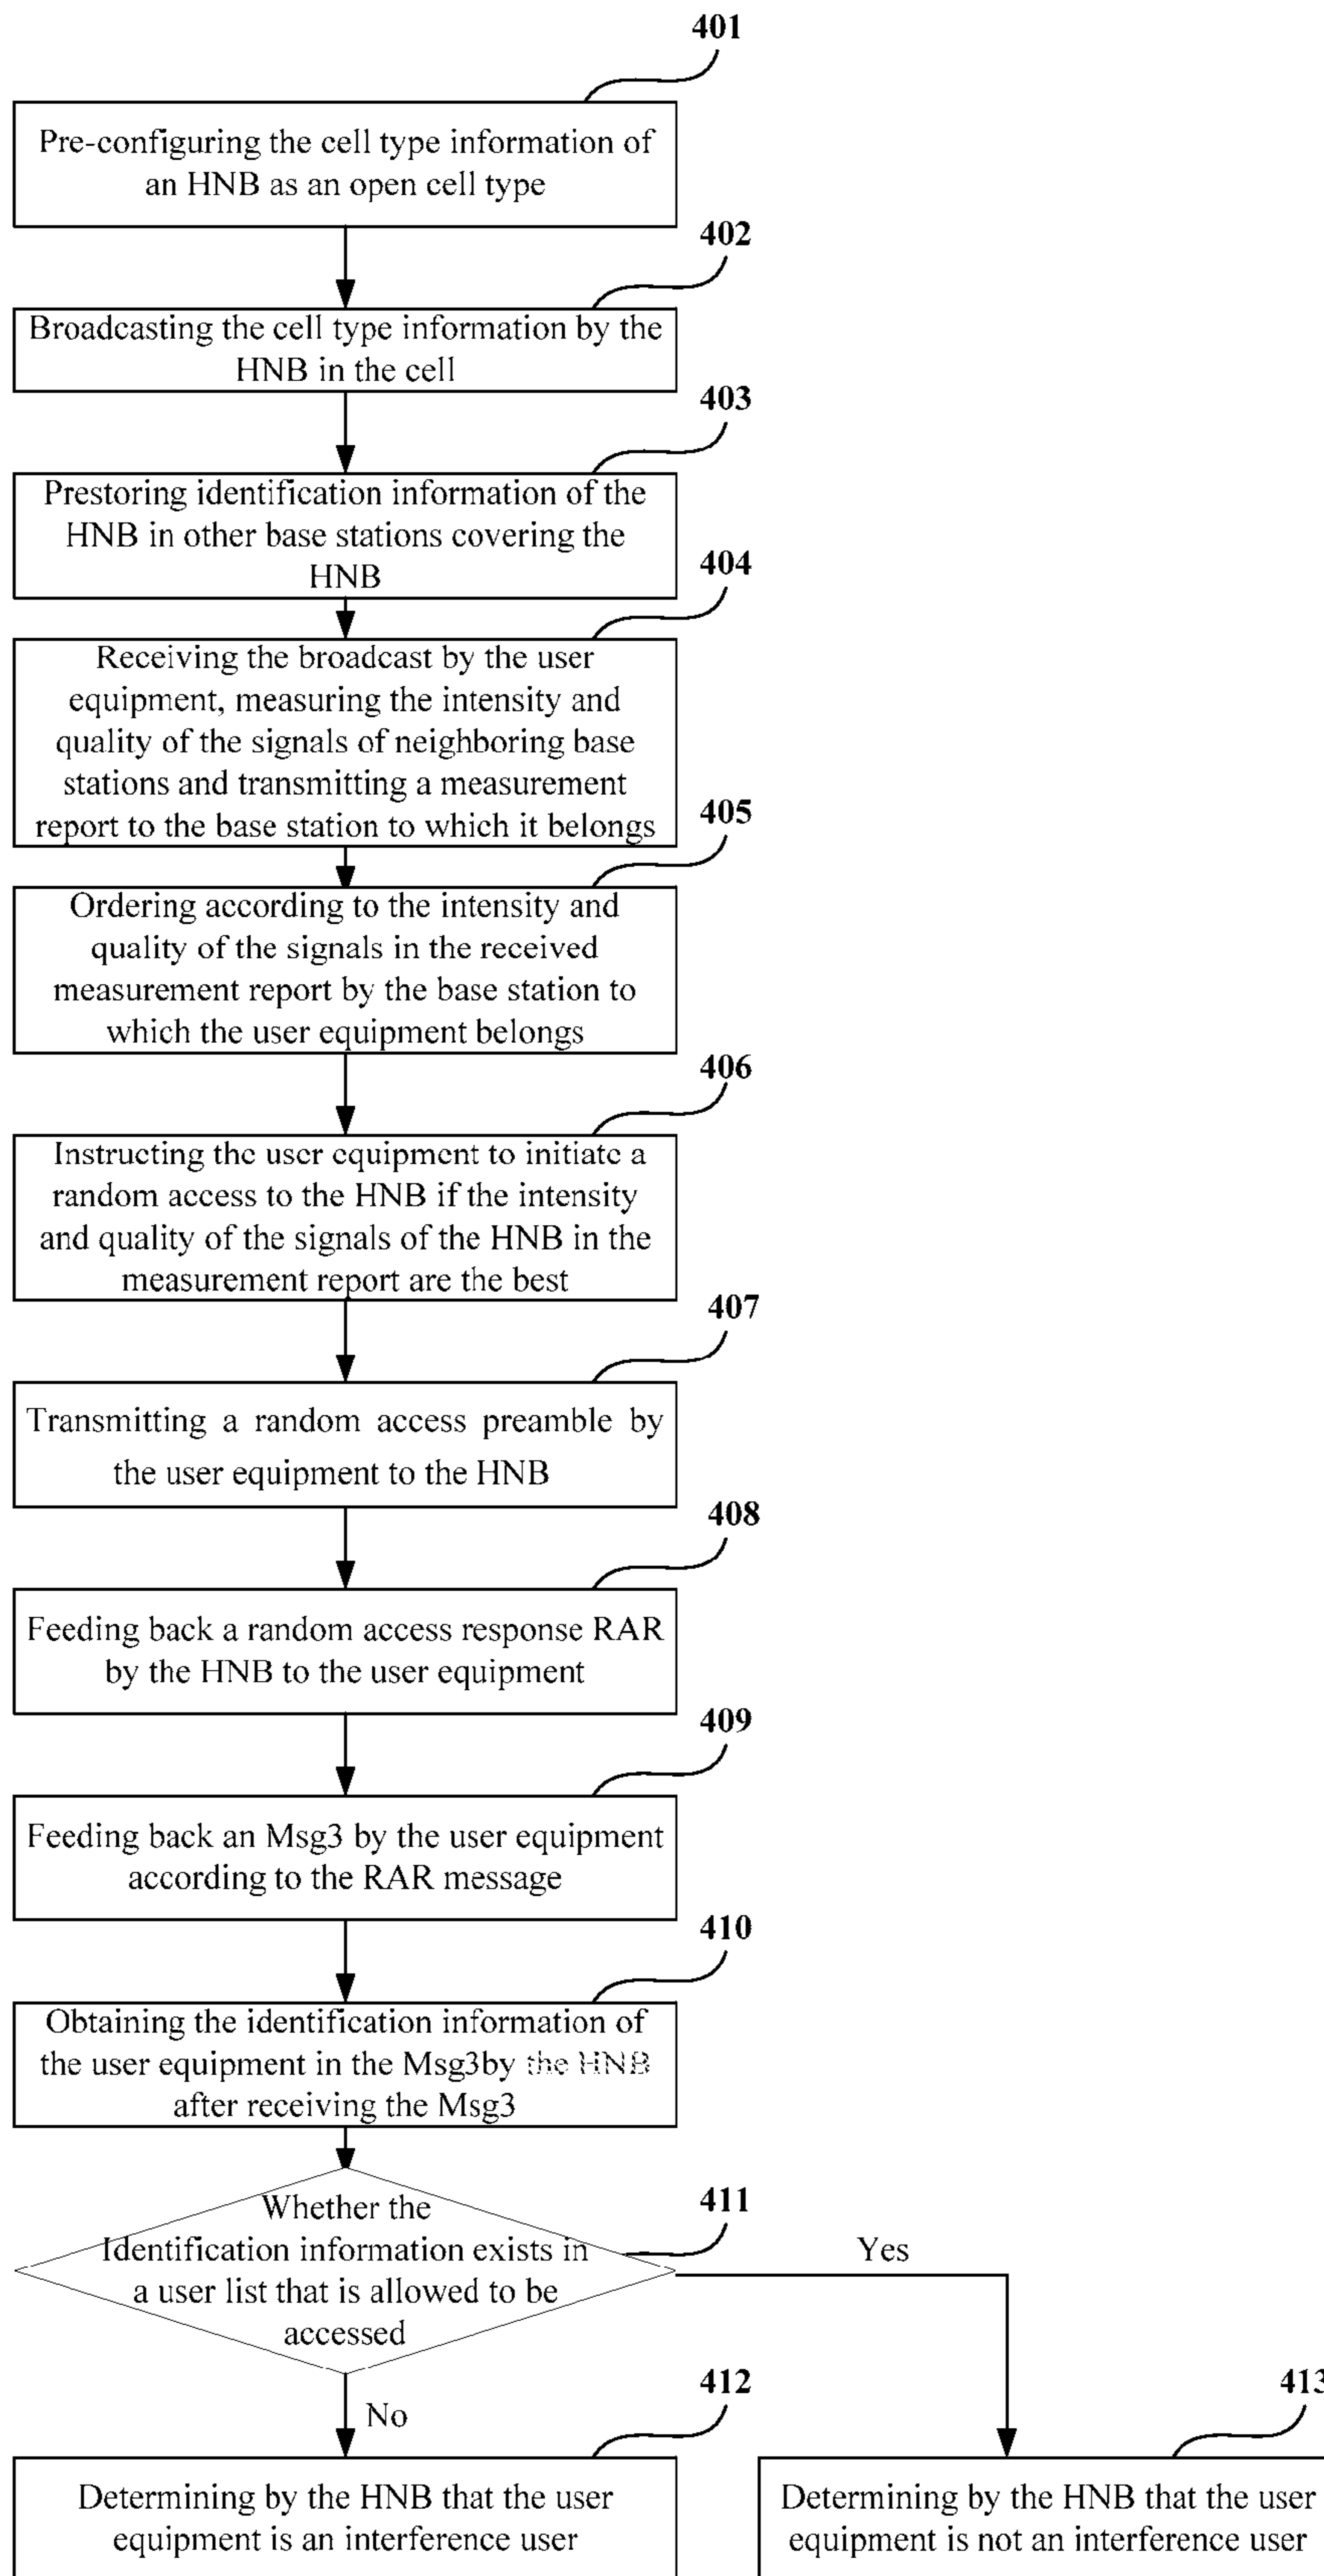 401
Pre-configuring the cell type information of
an HNB as an open cell type
402
Broadcasting the cell type information by the
HNB in the cell
403
Prestoring identification information of the
HNB in other base stations covering the
HNB
404
Receiving the broadcast by the user
equipment, measuring the intensity and
quality of the signals of neighboring base
stations and transmitting a measurement
report to the base station to which it belongs
405
Ordering according to the intensity and
quality of the signals in the received
measurement report by the base station to
which the user equipment belongs
406
Instructing the user equipment to initiate a
random access to the HNB if the intensity
and quality of the signals of the HNB in the
measurement report are the best
407
Transmitting a random access preamble by
the user equipment to the HNB
408
Feeding back a random access response RAR
by the HNB to the user equipment
409
Feeding back an Msg3 by the user equipment
according to the RAR message
410
Obtaining the identification information of
the user equipment in the Msg3by the HNB
after receiving the Msg3
411
Whether the
Identification information exists in
a user list that is allowed to be
accessed
Yes
No
412
Determining by the HNB that the user
equipment is an interference user
413
Determining by the HNB that the user
equipment is not an interference user